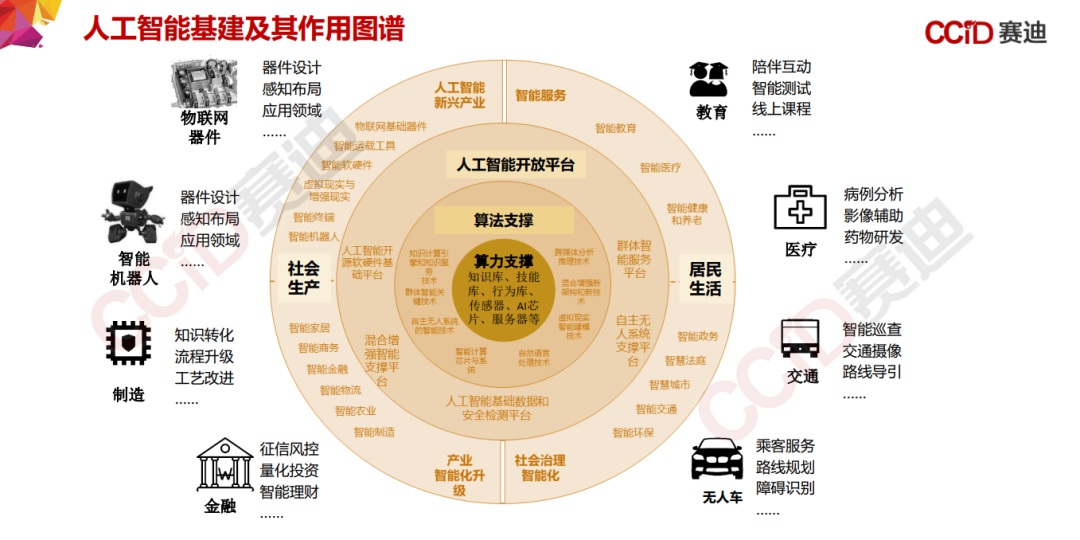 人工智能基建及其作用图谱
CCID 赛迪
物联网
器件
器件设计
感知布局
应用领域
......
智能
机器人
器件设计
感知布局
应用领域
......
制造
知识转化
流程升级
工艺改进
......
金融
征信风控
量化投资
智能理财
......
人工智能
新兴产业
智能服务
物联网基础器件
智能运载工具
智能软硬件
虚拟现实与
增强现实
智能终端
智能机器人
社会
生产
智能家居
智能商务
智能金融
智能物流
智能农业
智能制造
产业
智能化升
级
社会治理
智能化
智能教育
智能医疗
智能健康
和养老
居民
生活
智能政务
智慧法庭
智慧城市
智能交通
智能环保
人工智能开放平台
人工智能开
源软硬件基
础平台
混合增
强智能
支撑平
台
人工智能基础数据和
安全检测平台
群体智
能服务
平台
自主无
人系统
支撑平
台
算法支撑
知识计算引
擎和知识服
务
技术
群体智能关
键技术
自主无人系统
的智能技术
智能计算
芯片与系
统
自然语言
处理技术
虚拟现实
智能建模
技术
混合增强新
架构和新技
术
跨媒体分析
推理技术
算力支撑
知识库、技能
库、行为库、
传感器、AI芯
片、服务器等
教育
陪伴互动
智能测试
线上课程
......
医疗
病例分析
影像辅助
药物研发
......
交通
智能巡查
交通摄像
路线导引
......
无人车
乘客服务
路线规划
障碍识别
......
CCID赛迪
CCID赛迪